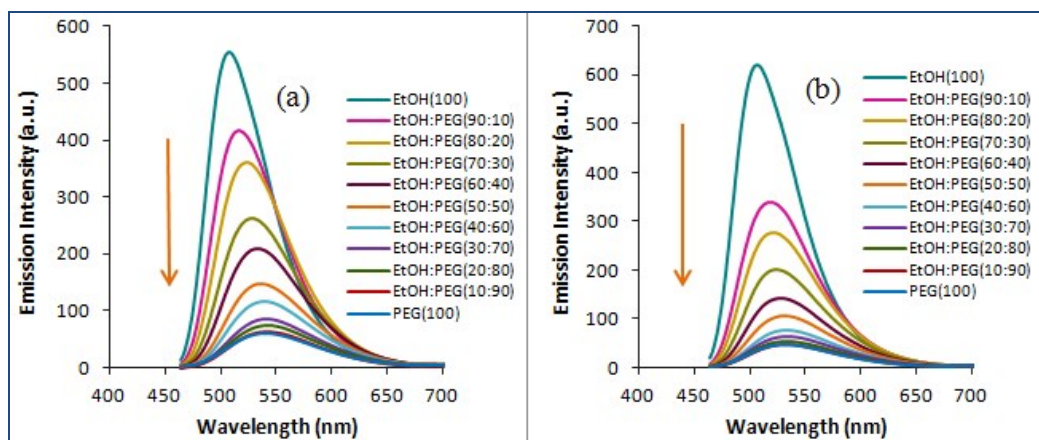 600
500
400
300
200
100
0
Emission Intensity (a.u.)
(a)
EtOH(100)
EtOH:PEG(90:10)
EtOH:PEG(80:20)
EtOH:PEG(70:30)
EtOH:PEG(60:40)
EtOH:PEG(50:50)
EtOH:PEG(40:60)
EtOH:PEG(30:70)
EtOH:PEG(20:80)
EtOH:PEG(10:90)
PEG(100)
400 450 500 550 600 650 700
Wavelength (nm)
700
600
500
400
300
200
100
0
Emission Intensity (a.u.)
(b)
EtOH(100)
EtOH:PEG(90:10)
EtOH:PEG(80:20)
EtOH:PEG(70:30)
EtOH:PEG(60:40)
EtOH:PEG(50:50)
EtOH:PEG(40:60)
EtOH:PEG(30:70)
EtOH:PEG(20:80)
EtOH:PEG(10:90)
PEG(100)
400 450 500 550 600 650 700
Wavelength (nm)